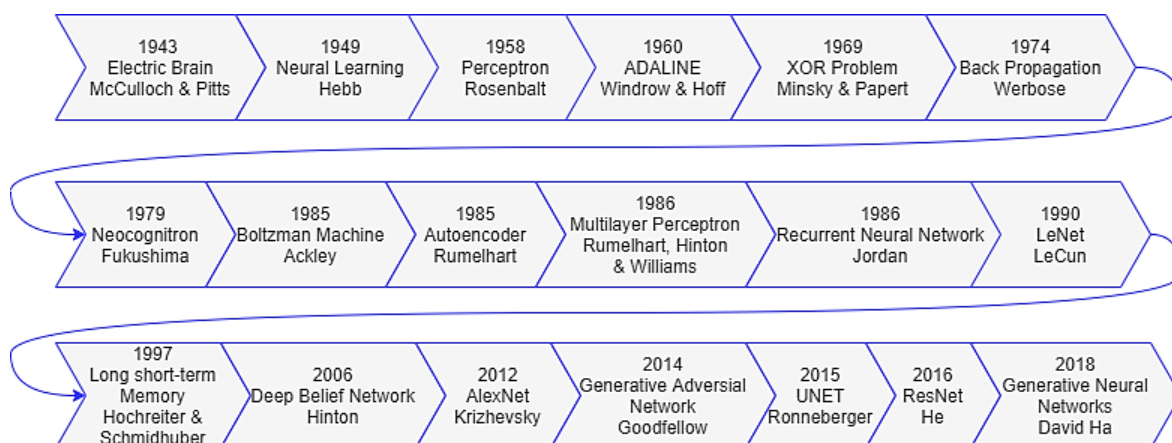 1943
Electric Brain
McCulloch & Pitts
1949
Neural Learning
Hebb
1958
Perceptron
Rosenbalt
1960
ADALINE
Windrow & Hoff
1969
XOR Problem
Minsky & Papert
1974
Back Propagation
Werbose
1979
Neocognitron
Fukushima
1985
Boltzman Machine
Ackley
1985
Autoencoder
Rumelhart
1986
Multilayer Perceptron
Rumelhart, Hinton
& Williams
1986
Recurrent Neural Network
Jordan
1990
LeNet
LeCun
1997
Long short-term
Memory
Hochreiter &
Schmidhuber
2006
Deep Belief Network
Hinton
2012
AlexNet
Krizhevsky
2014
Generative Adversial
Network
Goodfellow
2015
UNET
Ronneberger
2016
ResNet
He
2018
Generative Neural
Networks
David Ha